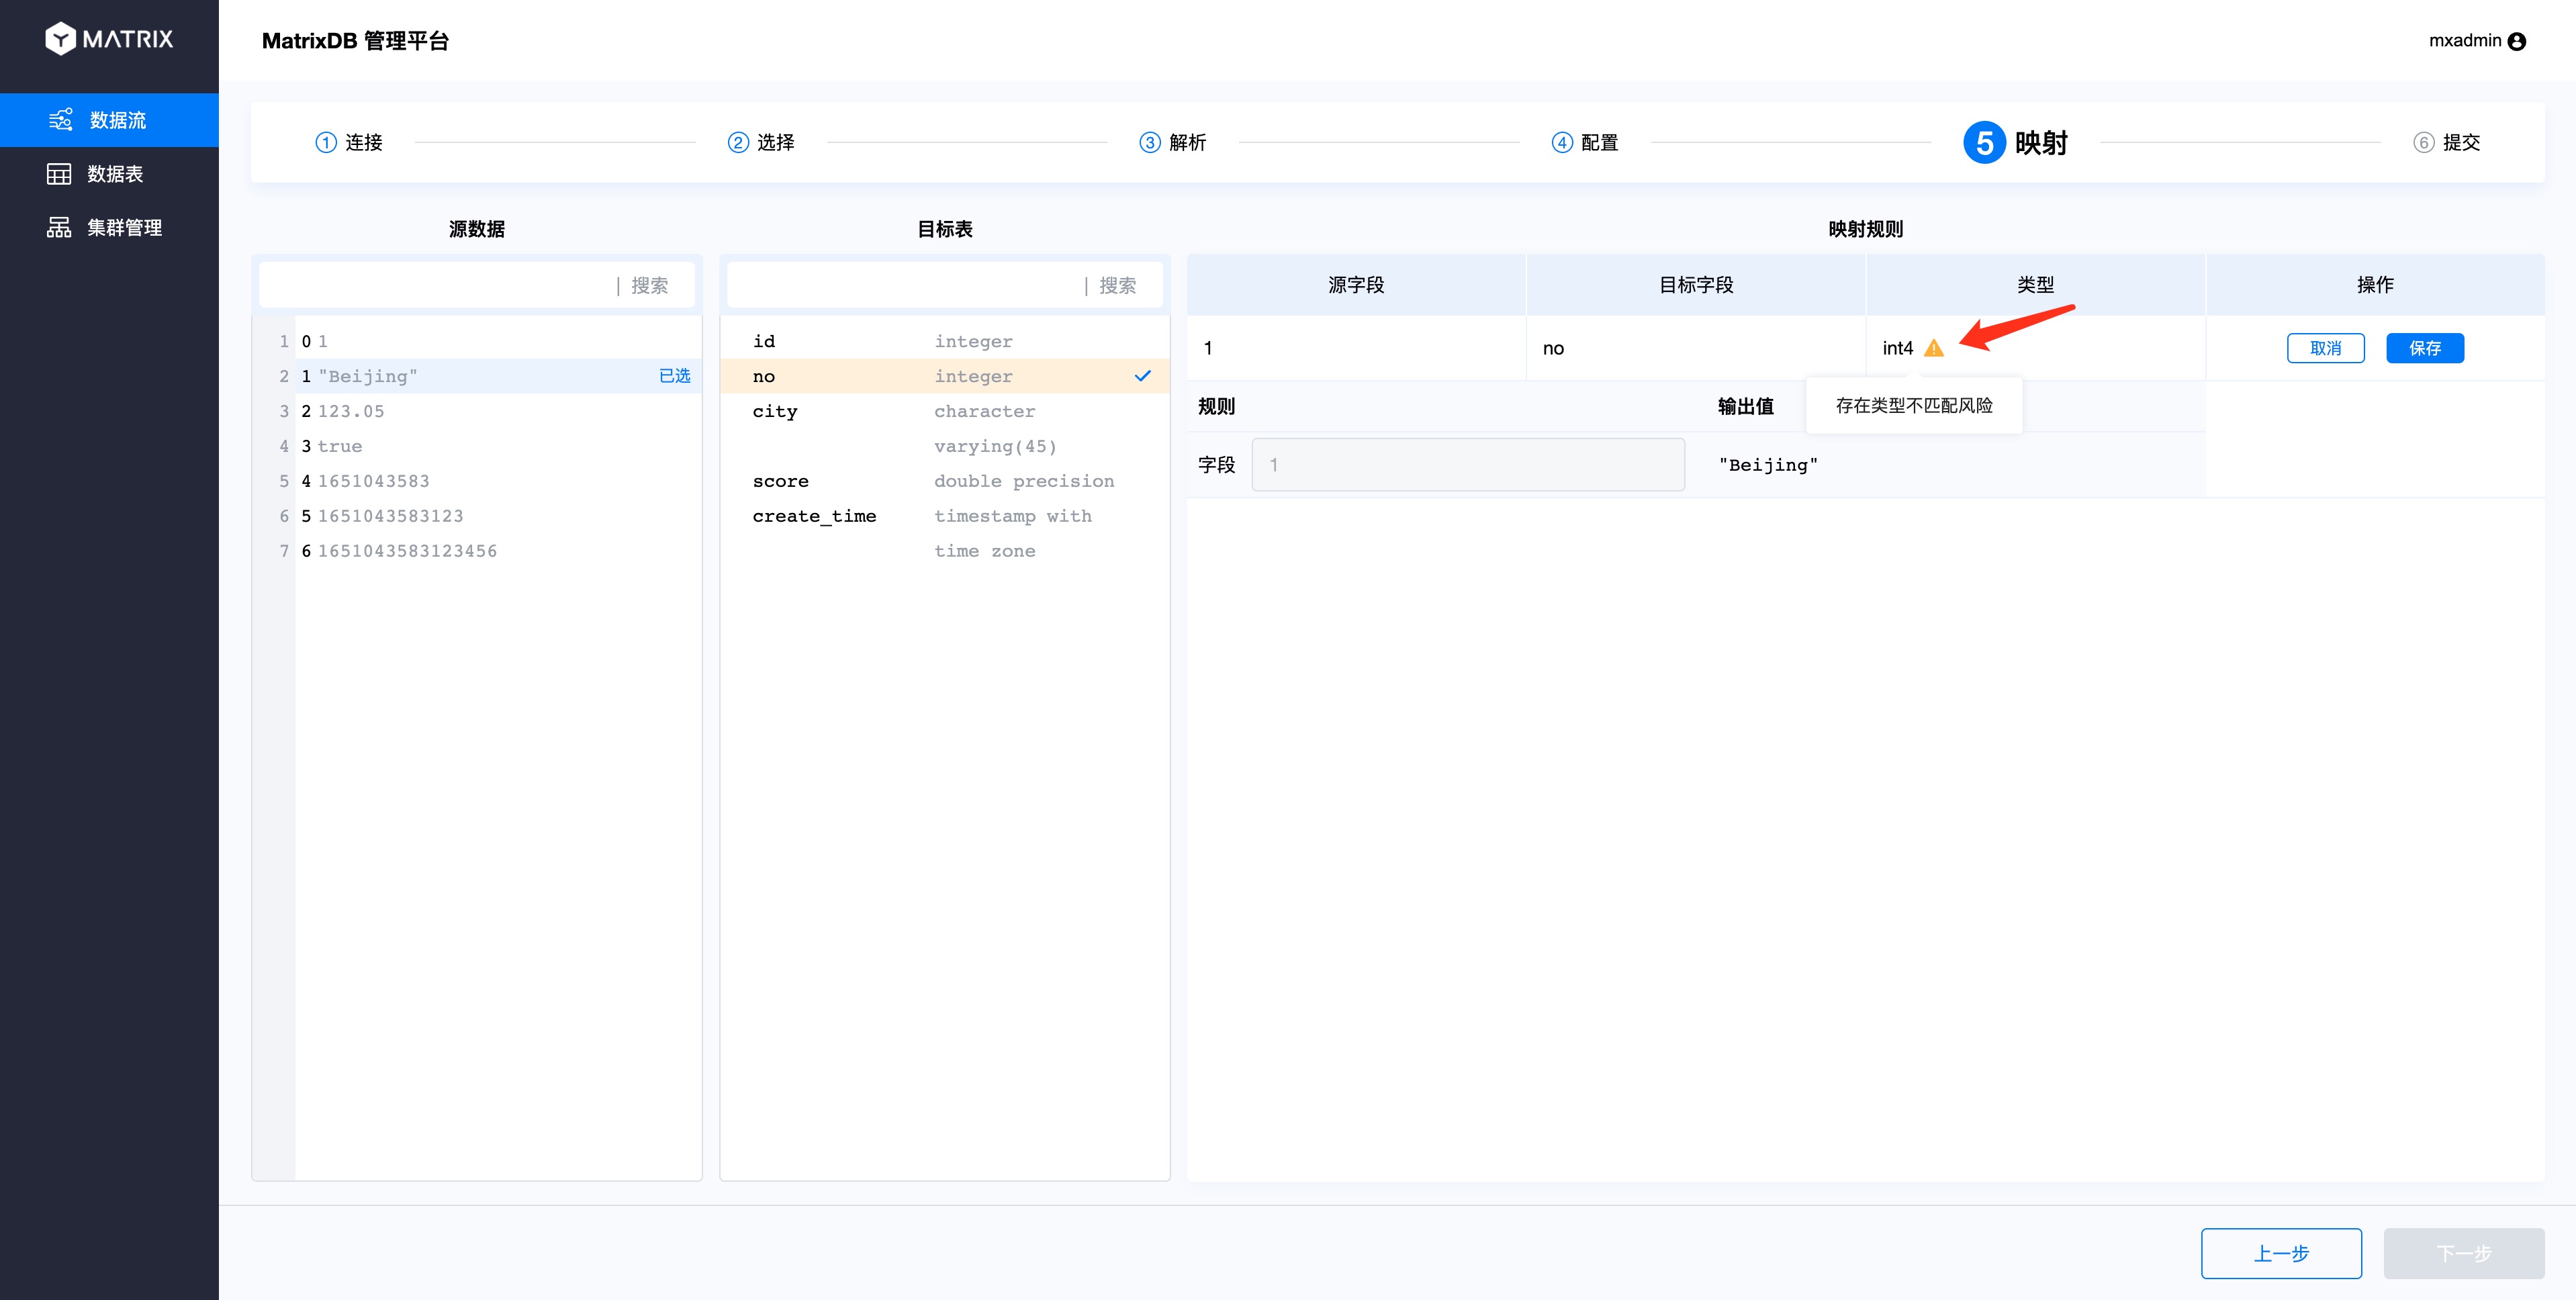 MATRIX
MatrixDB 管理平台
mxadmin
数据流
数据表
集群管理
1 连接
2 选择
3 解析
4 配置
5 映射
6 提交
源数据
搜索
1 0 1
2 1 "Beijing" 已选
3 2 123.05
4 3 true
5 4 1651043583
6 5 1651043583123
7 6 1651043583123456
目标表
搜索
id integer
no integer
city character
varying(45)
score double precision
create_time timestamp with
time zone
映射规则
源字段 目标字段 类型 操作
1 no int4 取消 保存
规则 输出值 存在类型不匹配风险
字段 1 "Beijing"
上一步 下一步